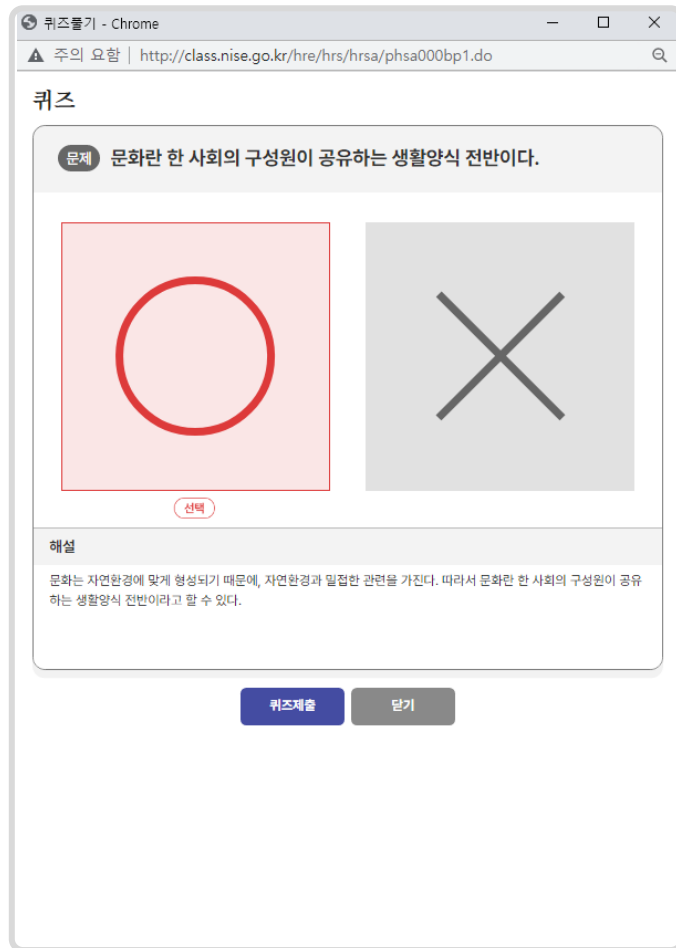 퀴즈풀기 - Chrome
주의 요함 | http://class.nise.go.kr/hre/hrs/hrsa/phsa000bp1.do
퀴즈
문제 문화란 한 사회의 구성원이 공유하는 생활양식 전반이다.
선택
해설
문화는 자연환경에 맞게 형성되기 때문에, 자연환경과 밀접한 관련을 가진다. 따라서 문화란 한 사회의 구성원이 공유
하는 생활양식 전반이라고 할 수 있다.
퀴즈제출 닫기